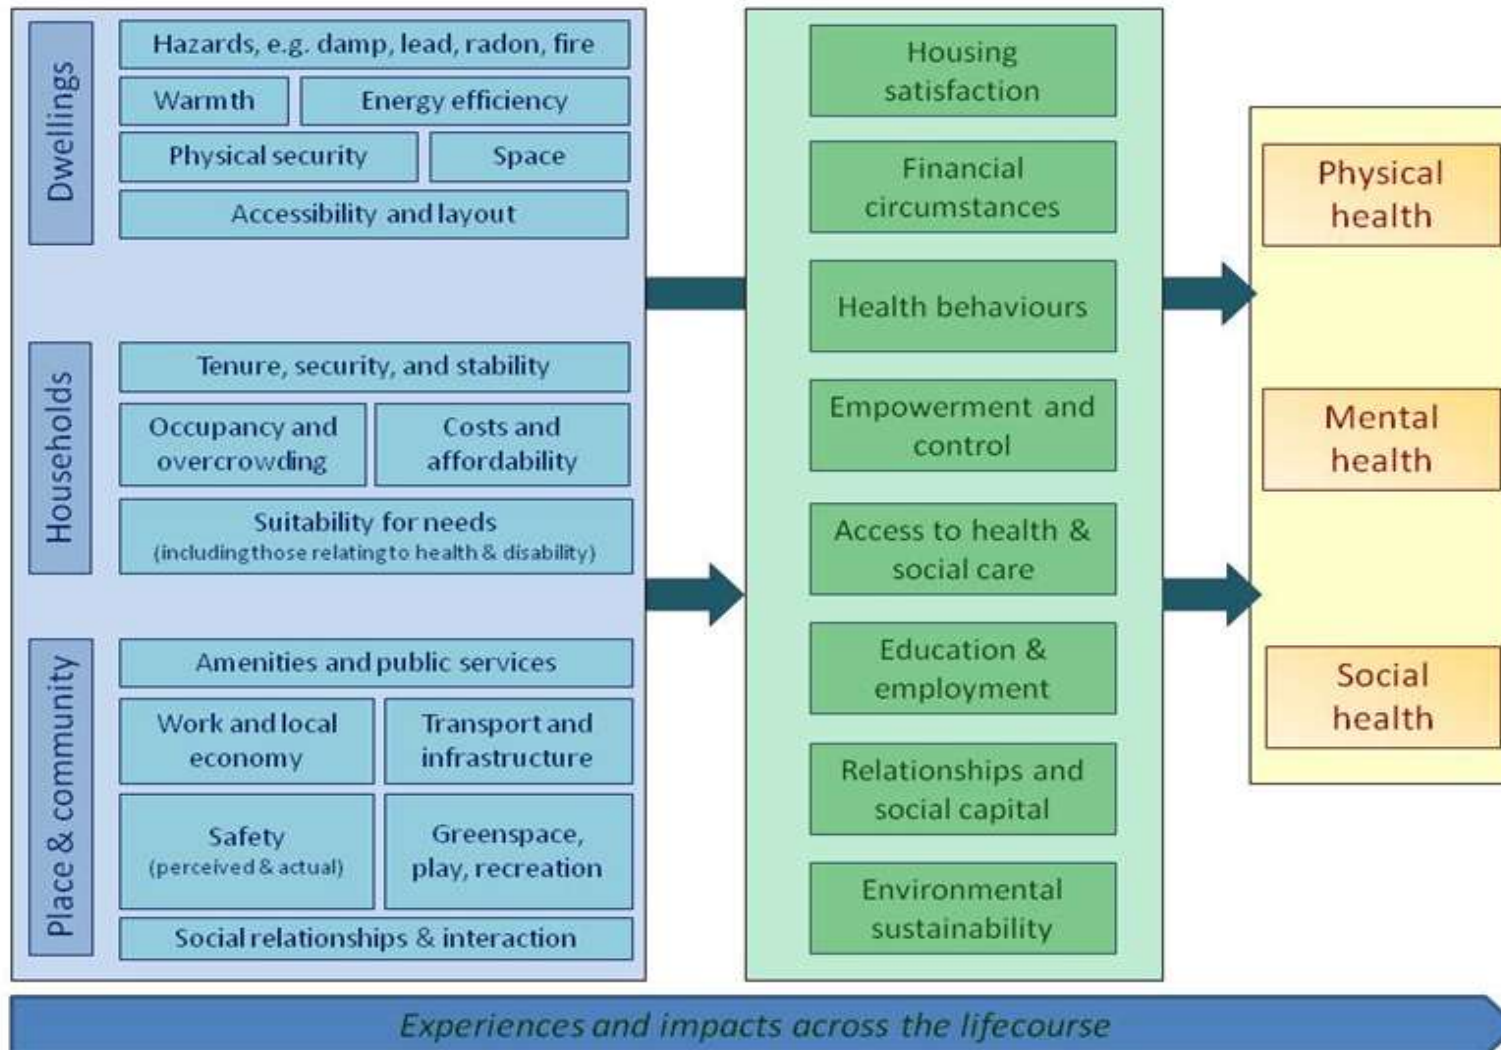 Dwellings
Hazards, e.g. damp, lead, radon, fire
Warmth
Energy efficiency
Physical security
Space
Accessibility and layout
Households
Tenure, security, and stability
Occupancy and
overcrowding
Costs and
affordability
Suitability for needs
(including those relating to health & disability)
Place & community
Amenities and public services
Work and local
economy
Transport and
infrastructure
Safety
(perceived & actual)
Greenspace,
play, recreation
Social relationships & interaction
Housing
satisfaction
Financial
circumstances
Health behaviours
Empowerment and
control
Access to health &
social care
Education &
employment
Relationships and
social capital
Environmental
sustainability
Physical
health
Mental
health
Social
health
Experiences and impacts across the lifecourse